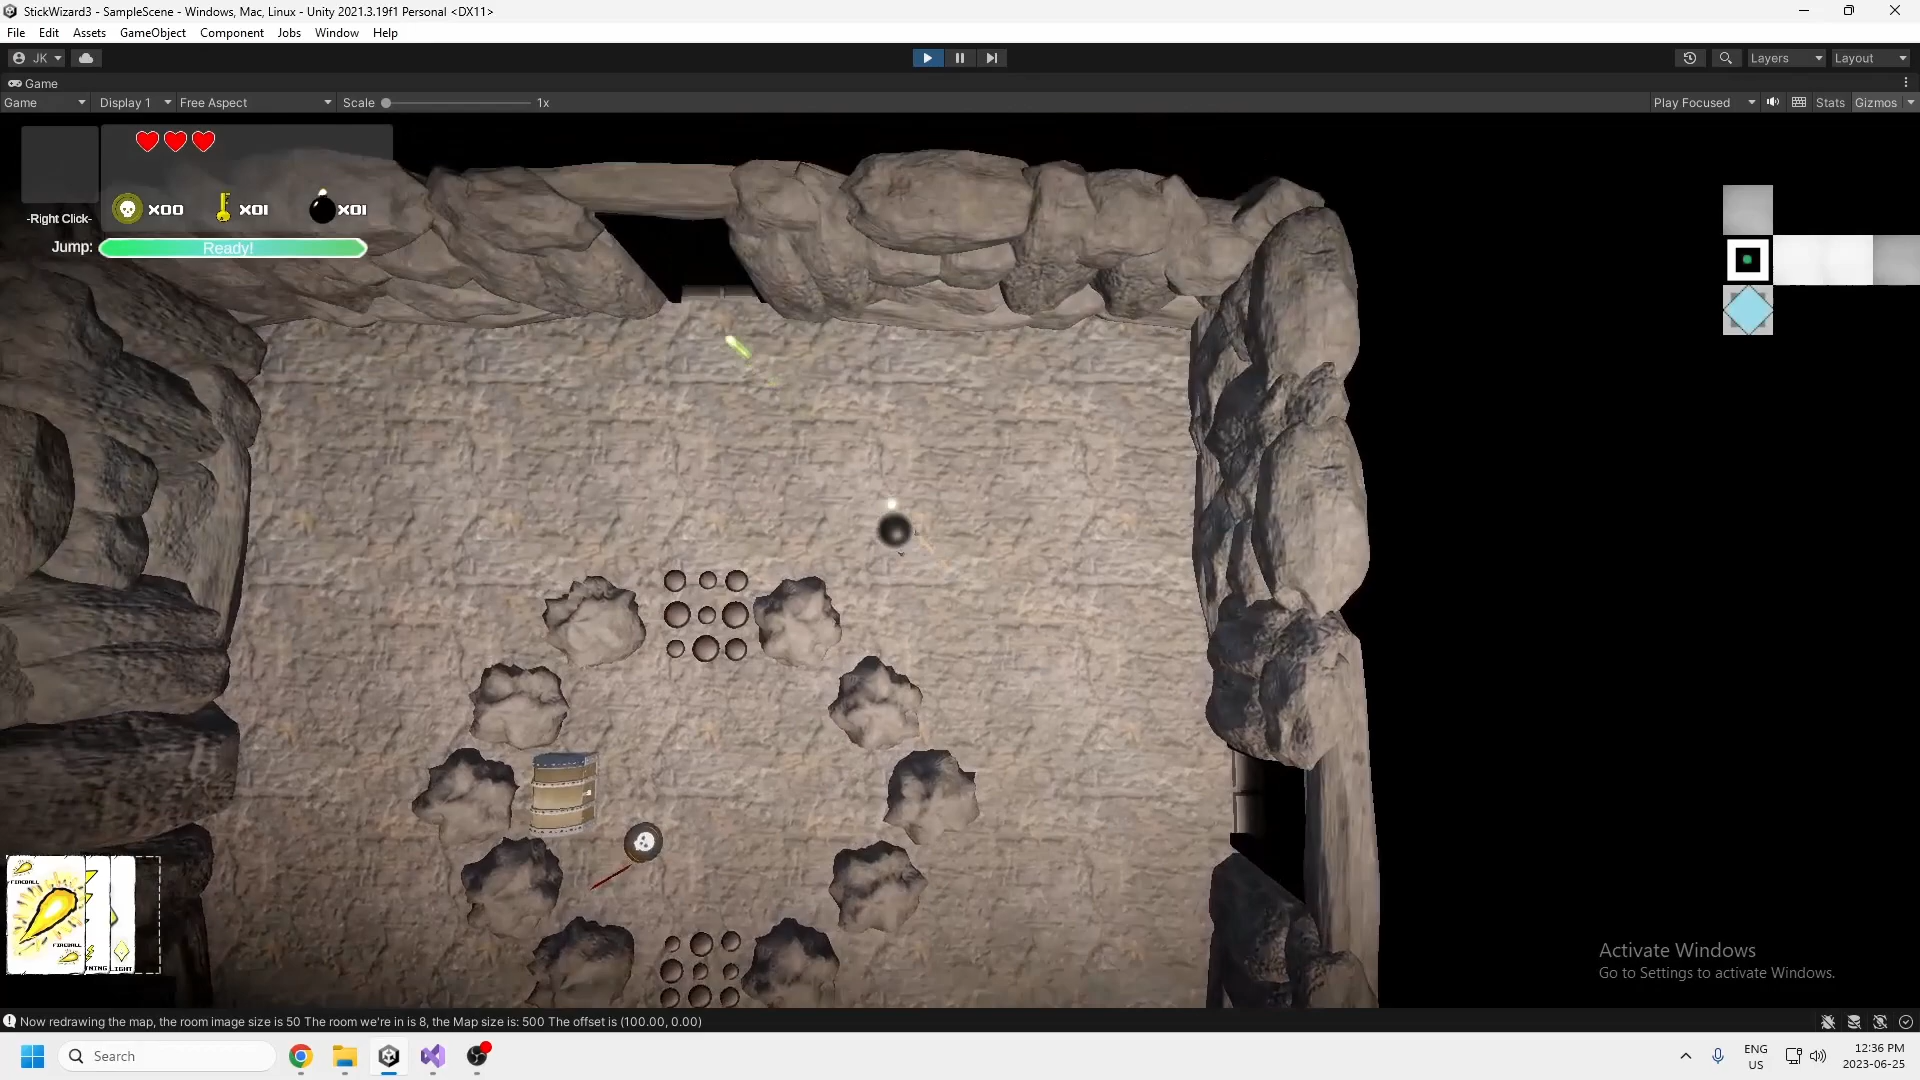 StickWizard3 - SampleScene - Windows, Mac, Linux - Unity 2021.3.19f1 Personal <DX11>
File Edit Assets GameObject Component Jobs Window Help
JK Layers Layout
Game
Game Display 1 Free Aspect Scale 1x Play Focused Stats Gizmos
X00 X01 X01
-Right Click-
Jump: Ready!
FIREBALL
FIREBALL
NING LIGHT
Activate Windows
Go to Settings to activate Windows.
Now redrawing the map, the room image size is 50 The room we're in is 8, the Map size is: 500 The offset is (100.00, 0.00)
Search
ENG
US
12:36 PM
2023-06-25